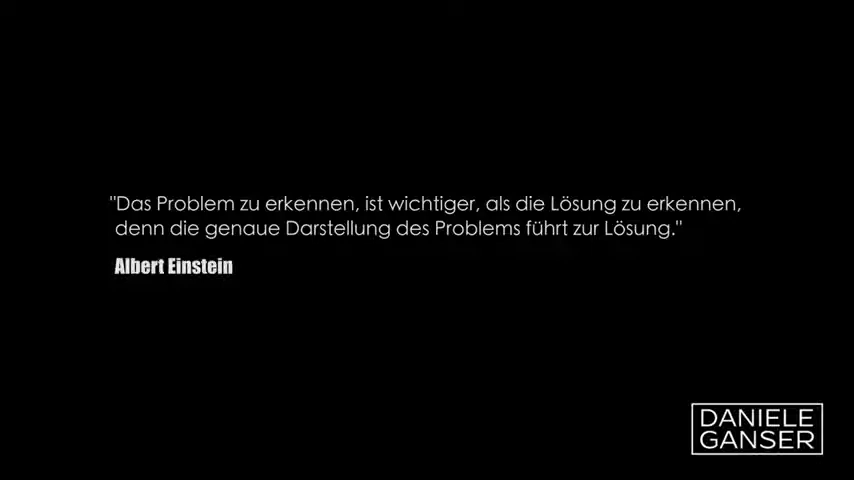 "Das Problem zu erkennen, ist wichtiger, als die Lösung zu erkennen,
denn die genaue Darstellung des Problems führt zur Lösung."
Albert Einstein
DANIELE
GANSER